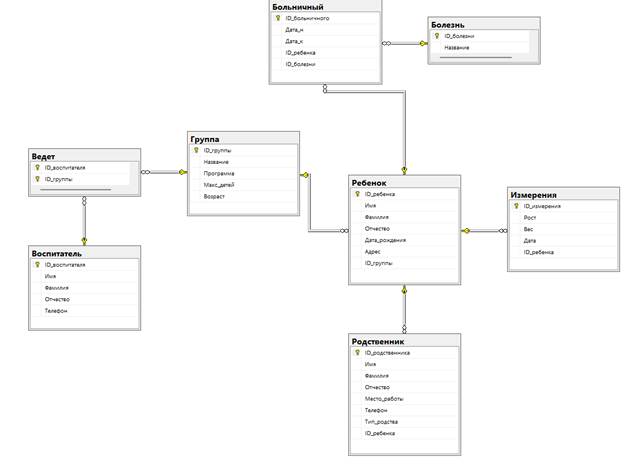 Больничный
ID_больничного
Дата_н
Дата_к
ID_ребенка
ID_болезни
Болезнь
ID_болезни
Название
Группа
ID_группы
Название
Программа
Макс_детей
Возраст
Ведет
ID_воспитателя
ID_группы
Ребенок
ID_ребенка
Имя
Фамилия
Отчество
Дата_рождения
Адрес
ID_группы
Измерения
ID_измерения
Рост
Вес
Дата
ID_ребенка
Воспитатель
ID_воспитателя
Имя
Фамилия
Отчество
Телефон
Родственник
ID_родственника
Имя
Фамилия
Отчество
Место_работы
Телефон
Тип_родства
ID_ребенка